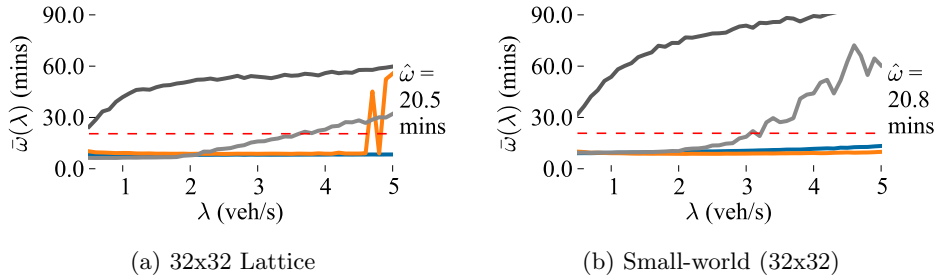 90.0
60.0
30.0
0.0
ω̄(λ) (mins)
1 2 3 4 5
λ (veh/s)
ω̂ =
20.5
mins
(a) 32x32 Lattice
90.0
60.0
30.0
0.0
ω̄(λ) (mins)
1 2 3 4 5
λ (veh/s)
ω̂ =
20.8
mins
(b) Small-world (32x32)